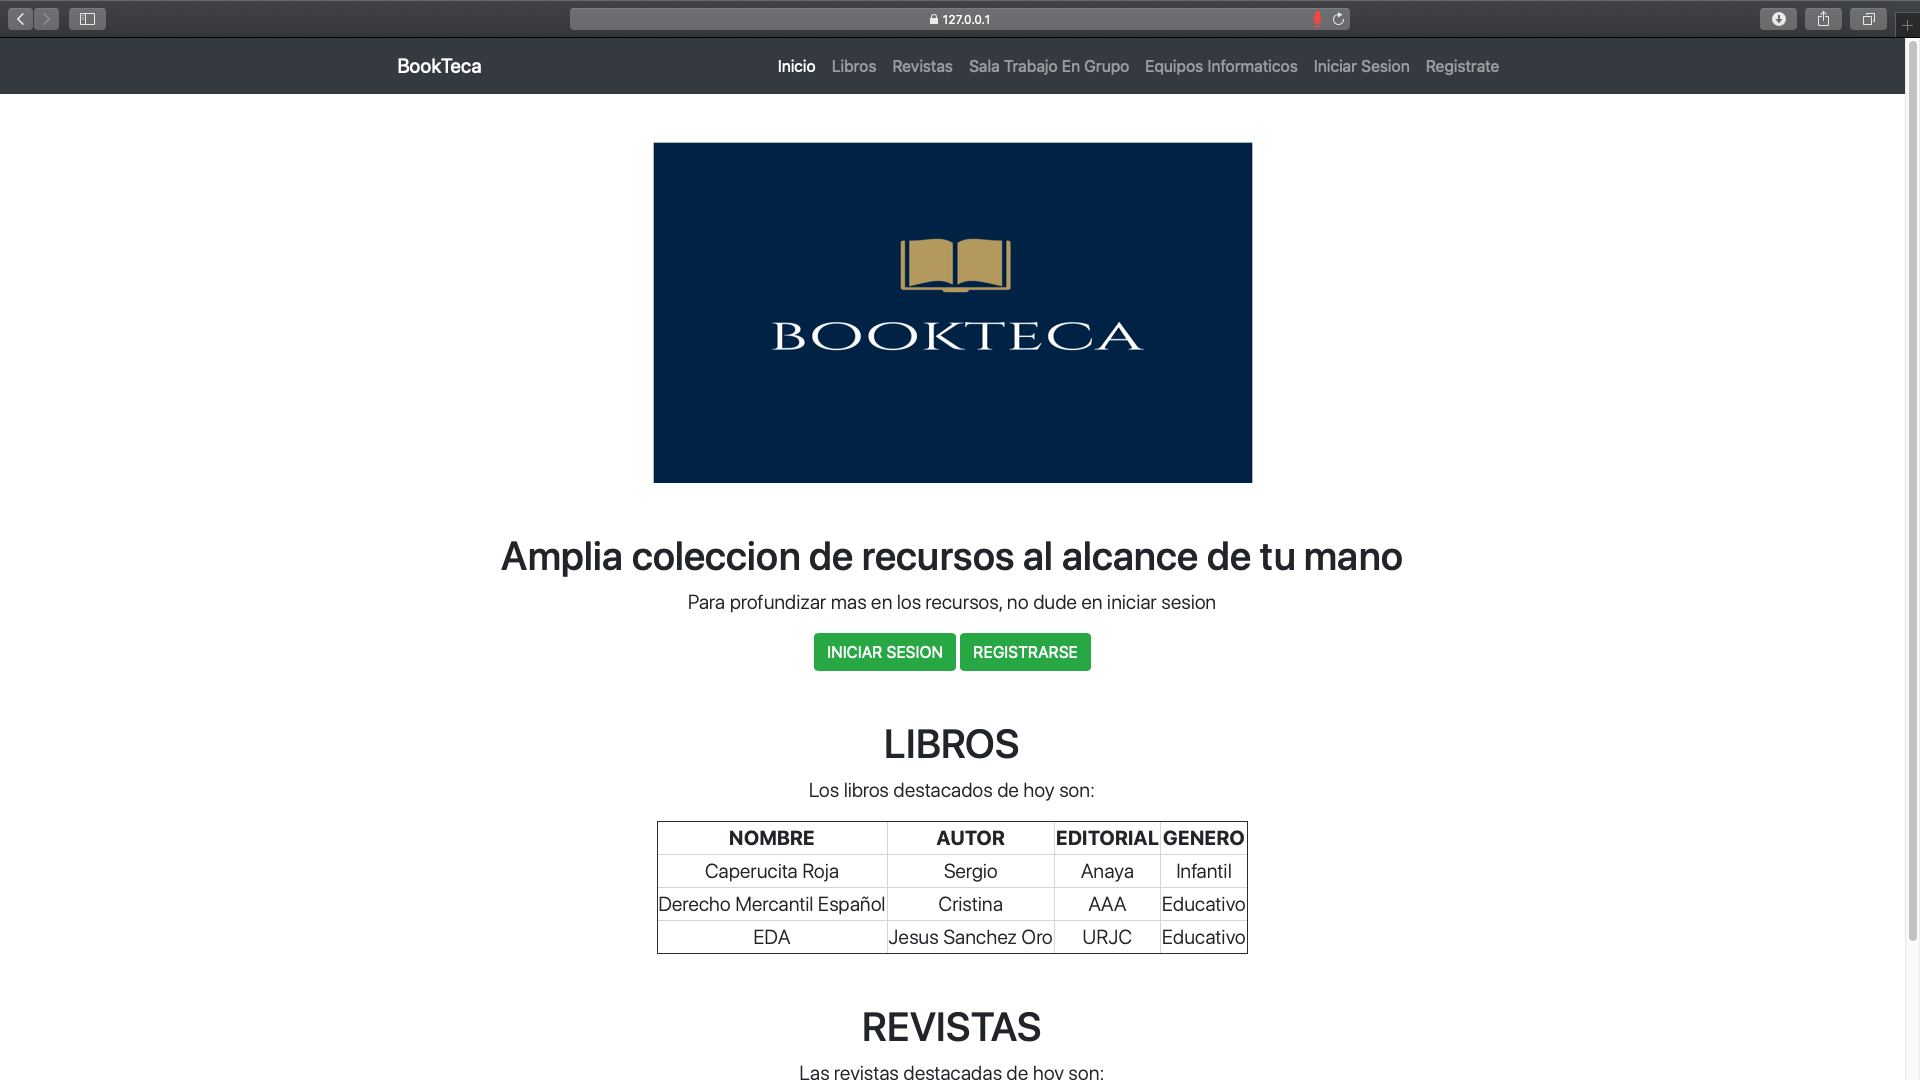 127.0.0.1
BookTeca Inicio Libros Revistas Sala Trabajo En Grupo Equipos Informaticos Iniciar Sesion Registrate
BOOKTECA
Amplia coleccion de recursos al alcance de tu mano
Para profundizar mas en los recursos, no dude en iniciar sesion
INICIAR SESION REGISTRARSE
LIBROS
Los libros destacados de hoy son:
NOMBRE AUTOR EDITORIAL GENERO
Caperucita Roja Sergio Anaya Infantil
Derecho Mercantil Español Cristina AAA Educativo
EDA Jesus Sanchez Oro URJC Educativo
REVISTAS
Las revistas destacadas de hoy son: